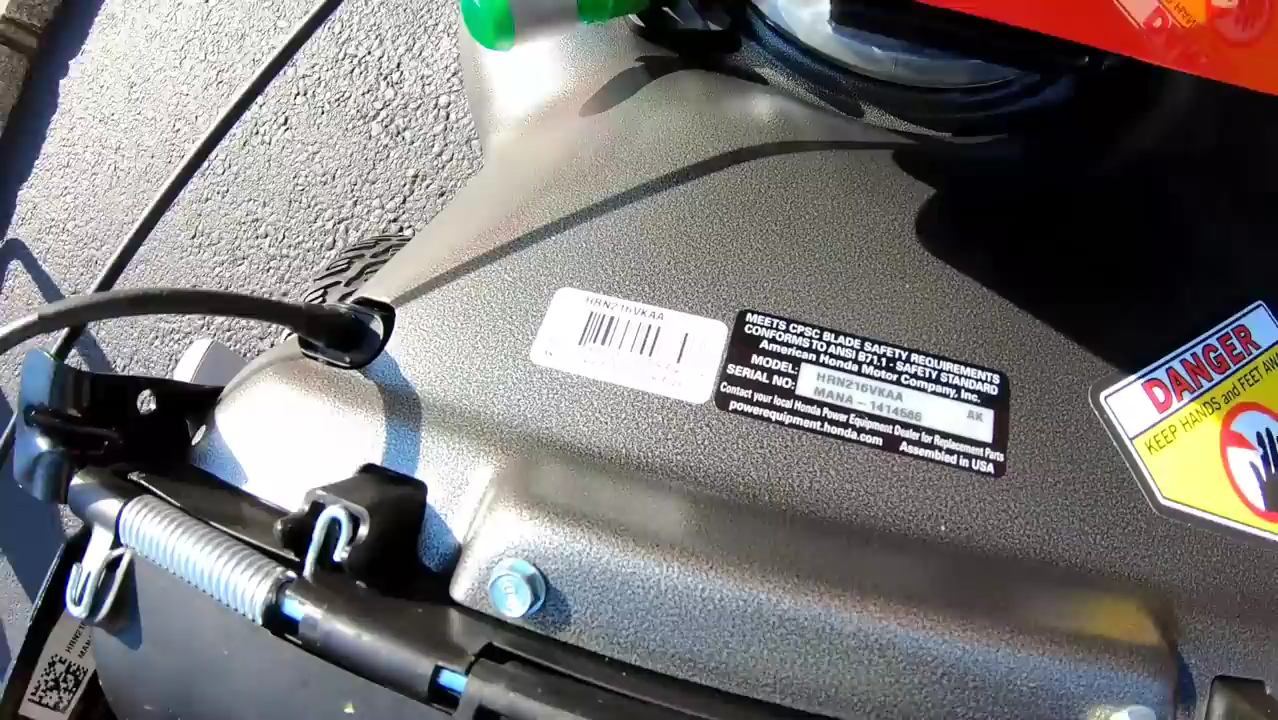 HRN216VKAA
MEETS CPSC BLADE SAFETY REQUIREMENTS
CONFORMS TO ANSI B71.1 - SAFETY STANDARD
American Honda Motor Company, Inc.
MODEL: HRN216VKAA AK
SERIAL NO: MANA – 1414686
Contact your local Honda Power Equipment Dealer for Replacement Parts
powerequipment.honda.com Assembled in USA
DANGER
KEEP HANDS and FEET AW